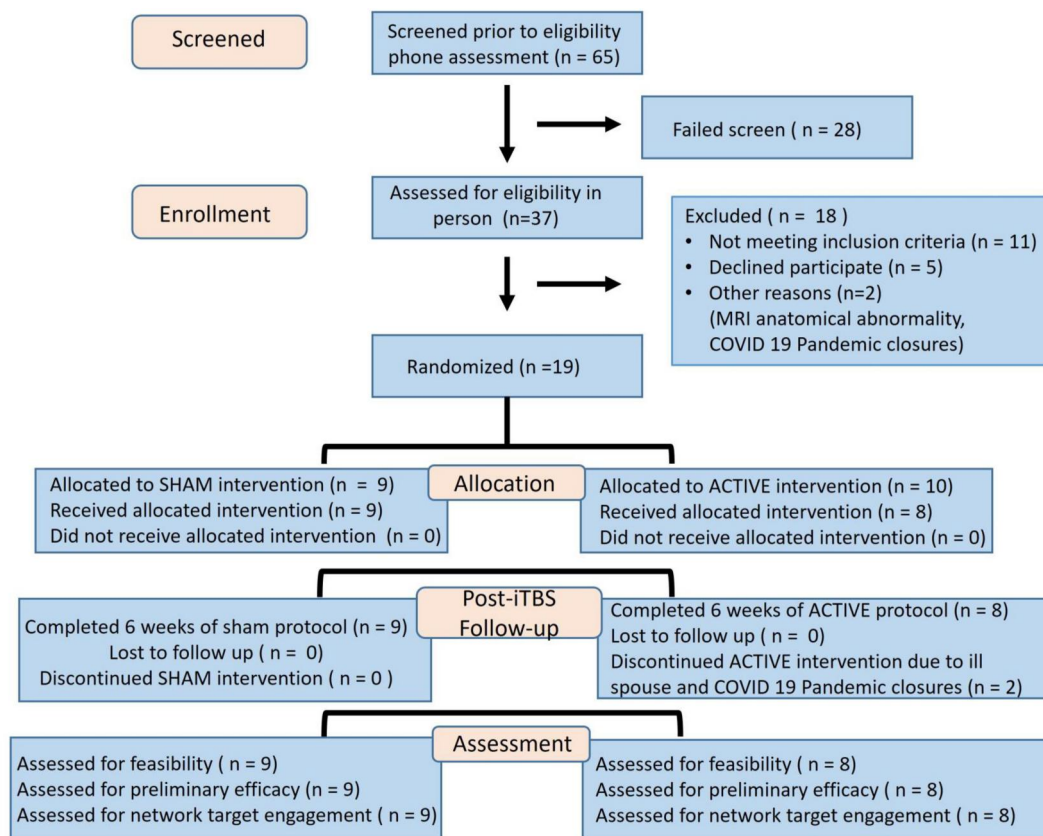 Screened
Screened prior to eligibility
phone assessment (n = 65)
Failed screen ( n = 28)
Enrollment
Assessed for eligibility in
person (n=37)
Excluded ( n = 18 )
• Not meeting inclusion criteria (n = 11)
• Declined participate (n = 5)
• Other reasons (n=2)
(MRI anatomical abnormality,
COVID 19 Pandemic closures)
Randomized (n =19)
Allocation
Allocated to SHAM intervention (n = 9)
Received allocated intervention (n = 9)
Did not receive allocated intervention (n = 0)
Allocated to ACTIVE intervention (n = 10)
Received allocated intervention (n = 8)
Did not receive allocated intervention (n = 0)
Post-iTBS
Follow-up
Completed 6 weeks of sham protocol (n = 9)
Lost to follow up ( n = 0)
Discontinued SHAM intervention ( n = 0 )
Completed 6 weeks of ACTIVE protocol (n = 8)
Lost to follow up ( n = 0)
Discontinued ACTIVE intervention due to ill
spouse and COVID 19 Pandemic closures (n = 2)
Assessment
Assessed for feasibility ( n = 9)
Assessed for preliminary efficacy (n = 9)
Assessed for network target engagement ( n = 9)
Assessed for feasibility ( n = 8)
Assessed for preliminary efficacy ( n = 8)
Assessed for network target engagement ( n = 8)